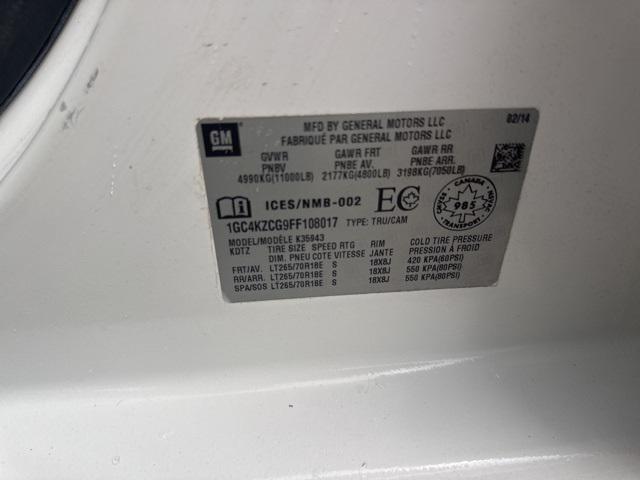 GM
MFD BY GENERAL MOTORS LLC 02/14
FABRIQUÉ PAR GENERAL MOTORS LLC
GVWR GAWR FRT GAWR RR
PNBV PNBE AV. PNBE ARR.
4990KG(11000LB) 2177KG(4800LB) 3198KG(7050LB)
i ICES/NMB-002 EC CANADA 985
1GC4KZCG9FF108017 TYPE: TRU/CAM
MODEL/MODÈLE K35943
KDTZ TIRE SIZE SPEED RTG RIM COLD TIRE PRESSURE
DIM. PNEU COTE VITESSE JANTE PRESSION À FROID
FRT/AV. LT265/70R18E S 18X8J 420 KPA(60PSI)
RR/ARR. LT265/70R18E S 18X8J 550 KPA(80PSI)
SPA/SOS LT265/70R18E S 18X8J 550 KPA(80PSI)